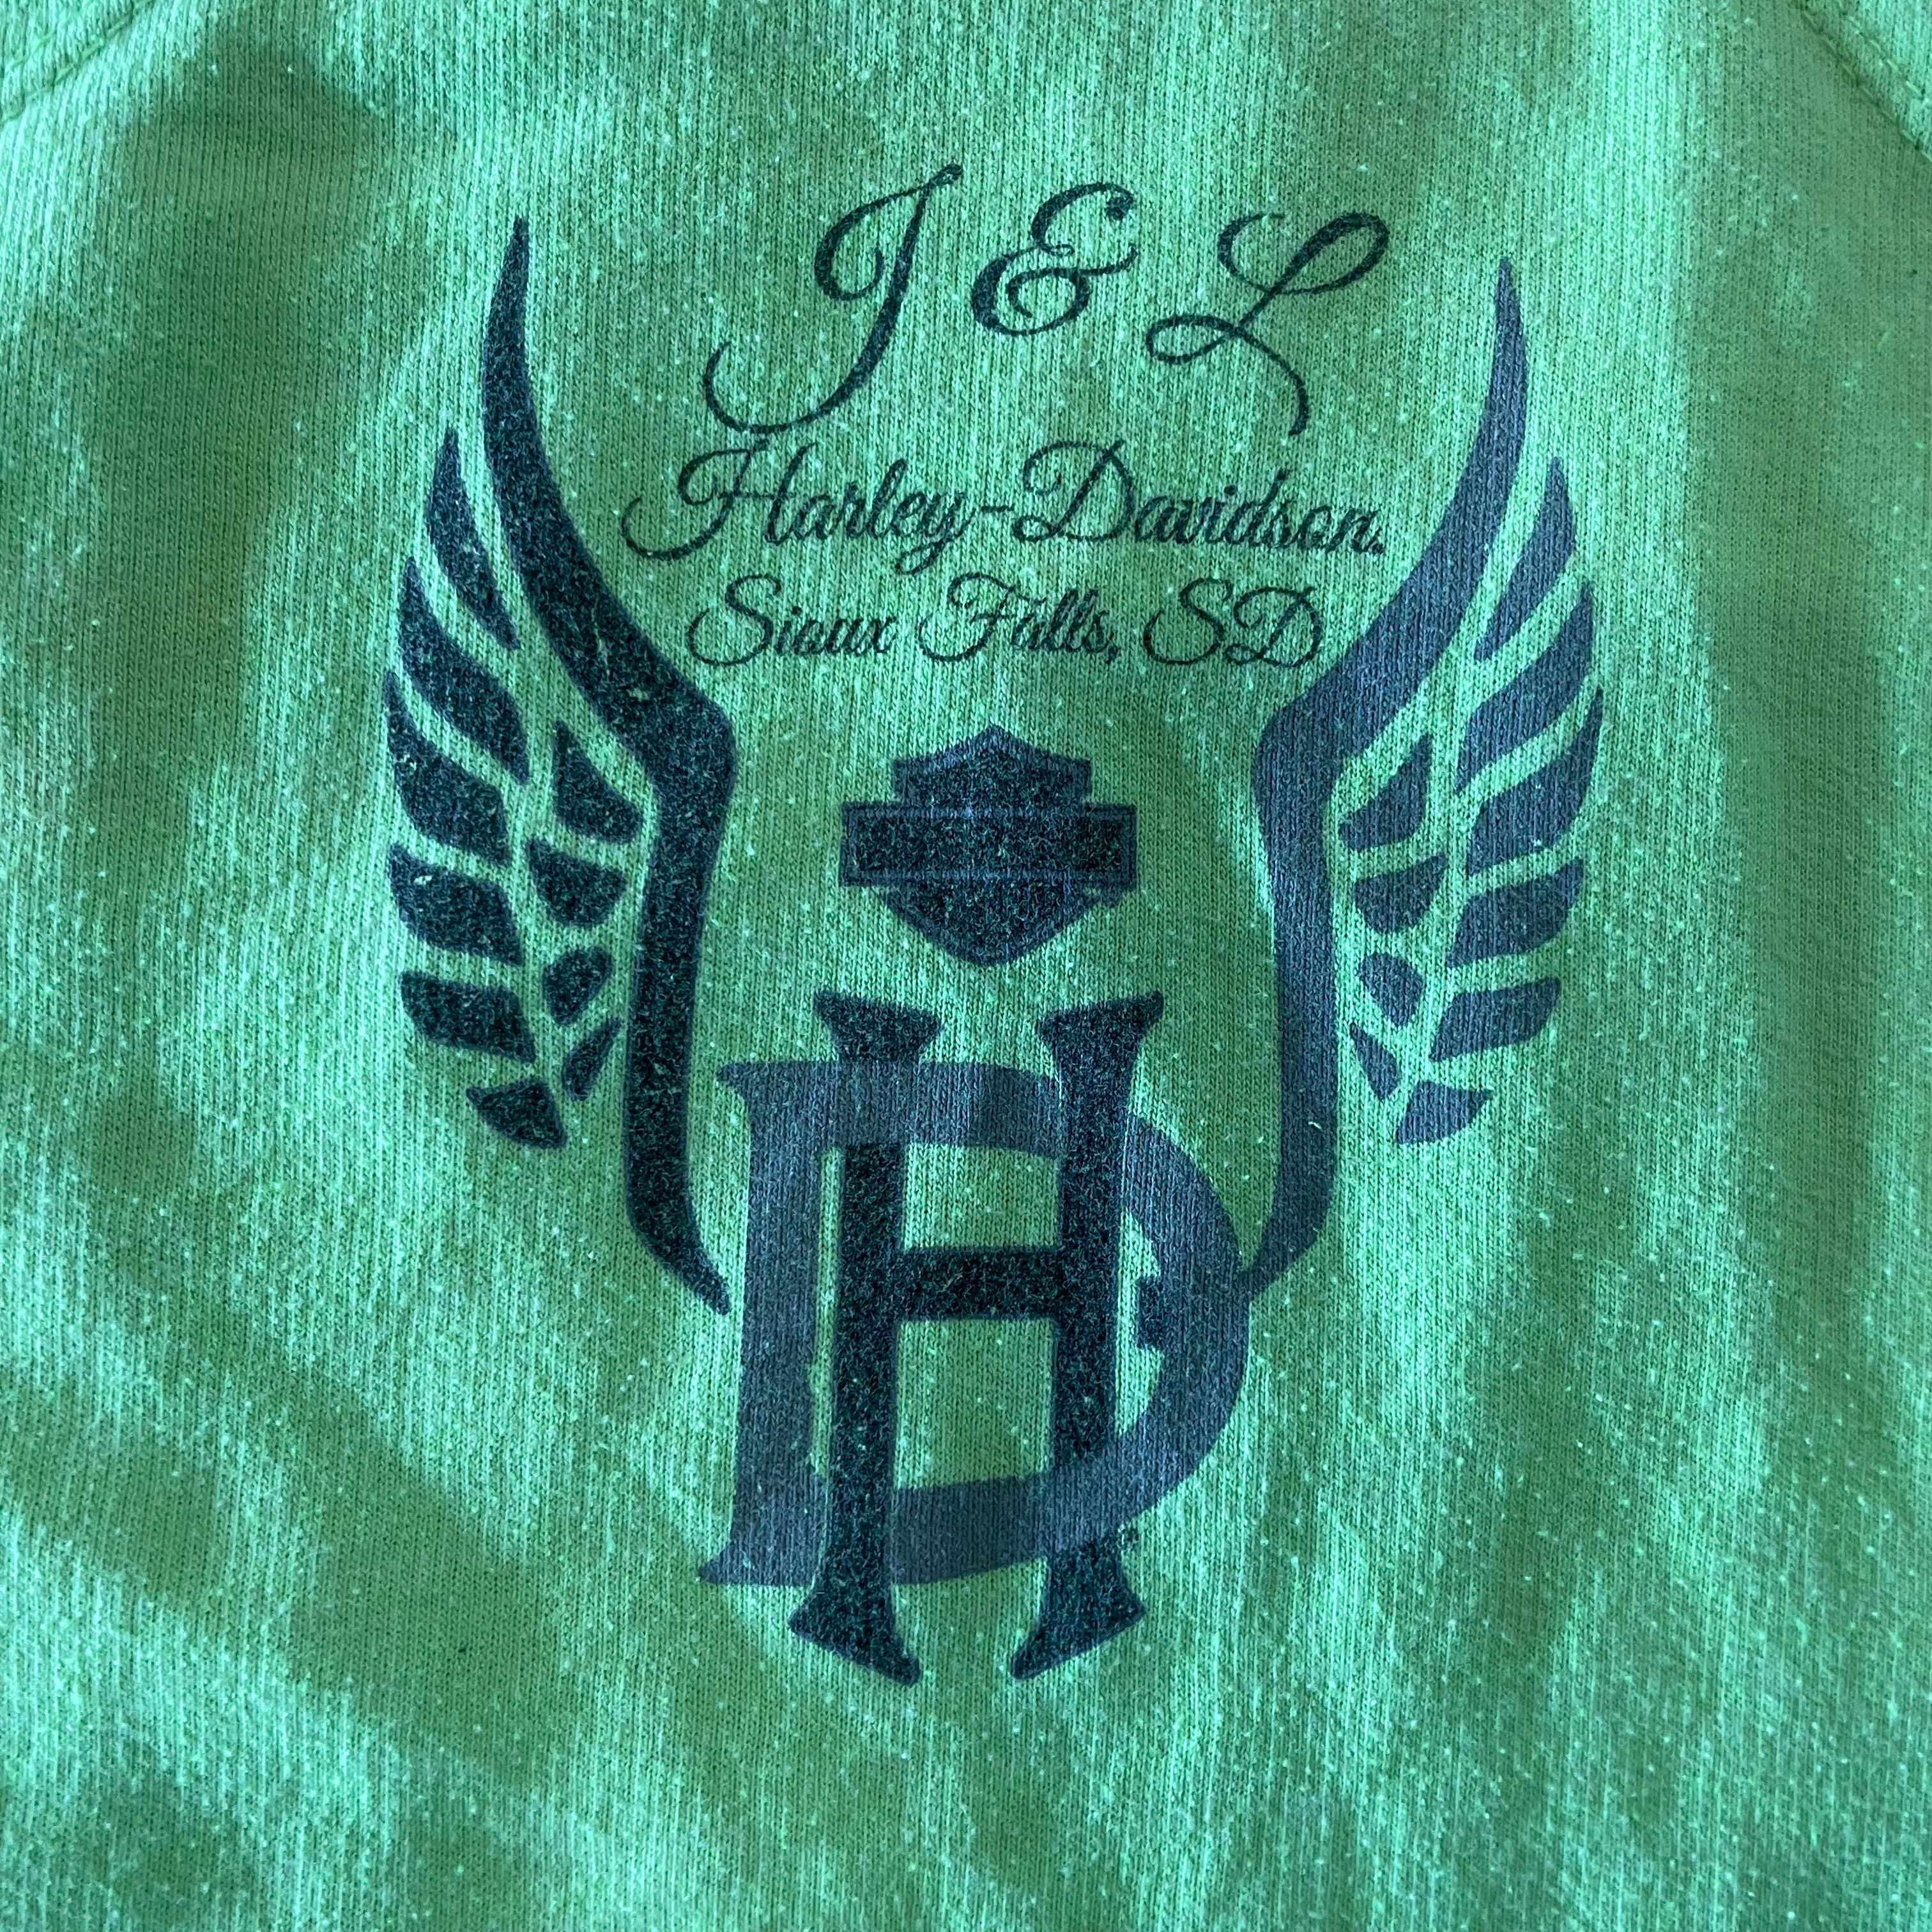 J & L
Harley-Davidson.
Sioux Falls, SD
HD